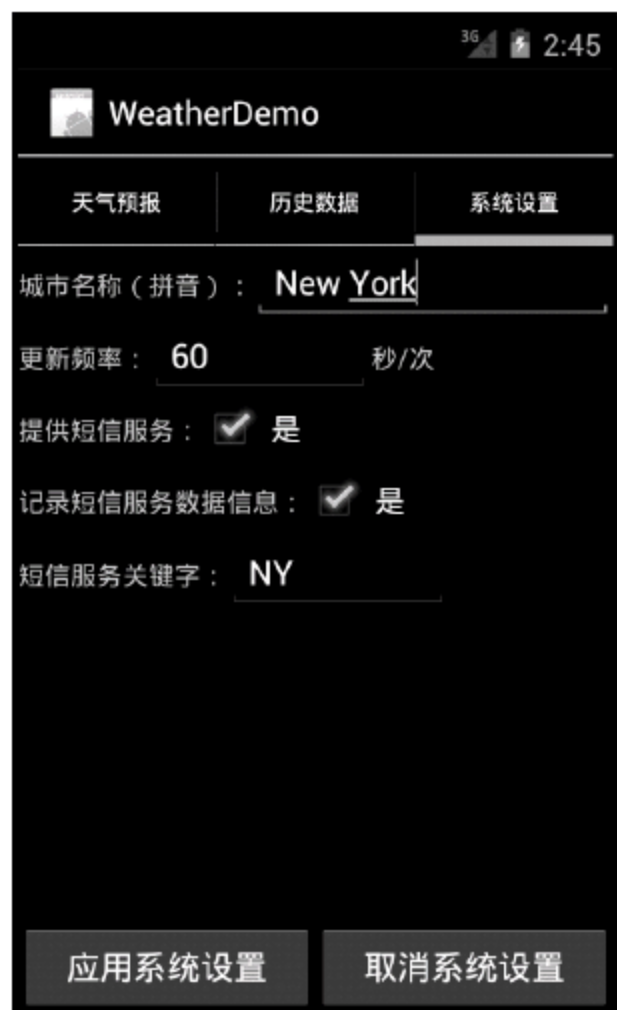 3G 2:45
WeatherDemo
天气预报 历史数据 系统设置
城市名称（拼音）： New York
更新频率： 60 秒/次
提供短信服务： 是
记录短信服务数据信息： 是
短信服务关键字： NY
应用系统设置 取消系统设置